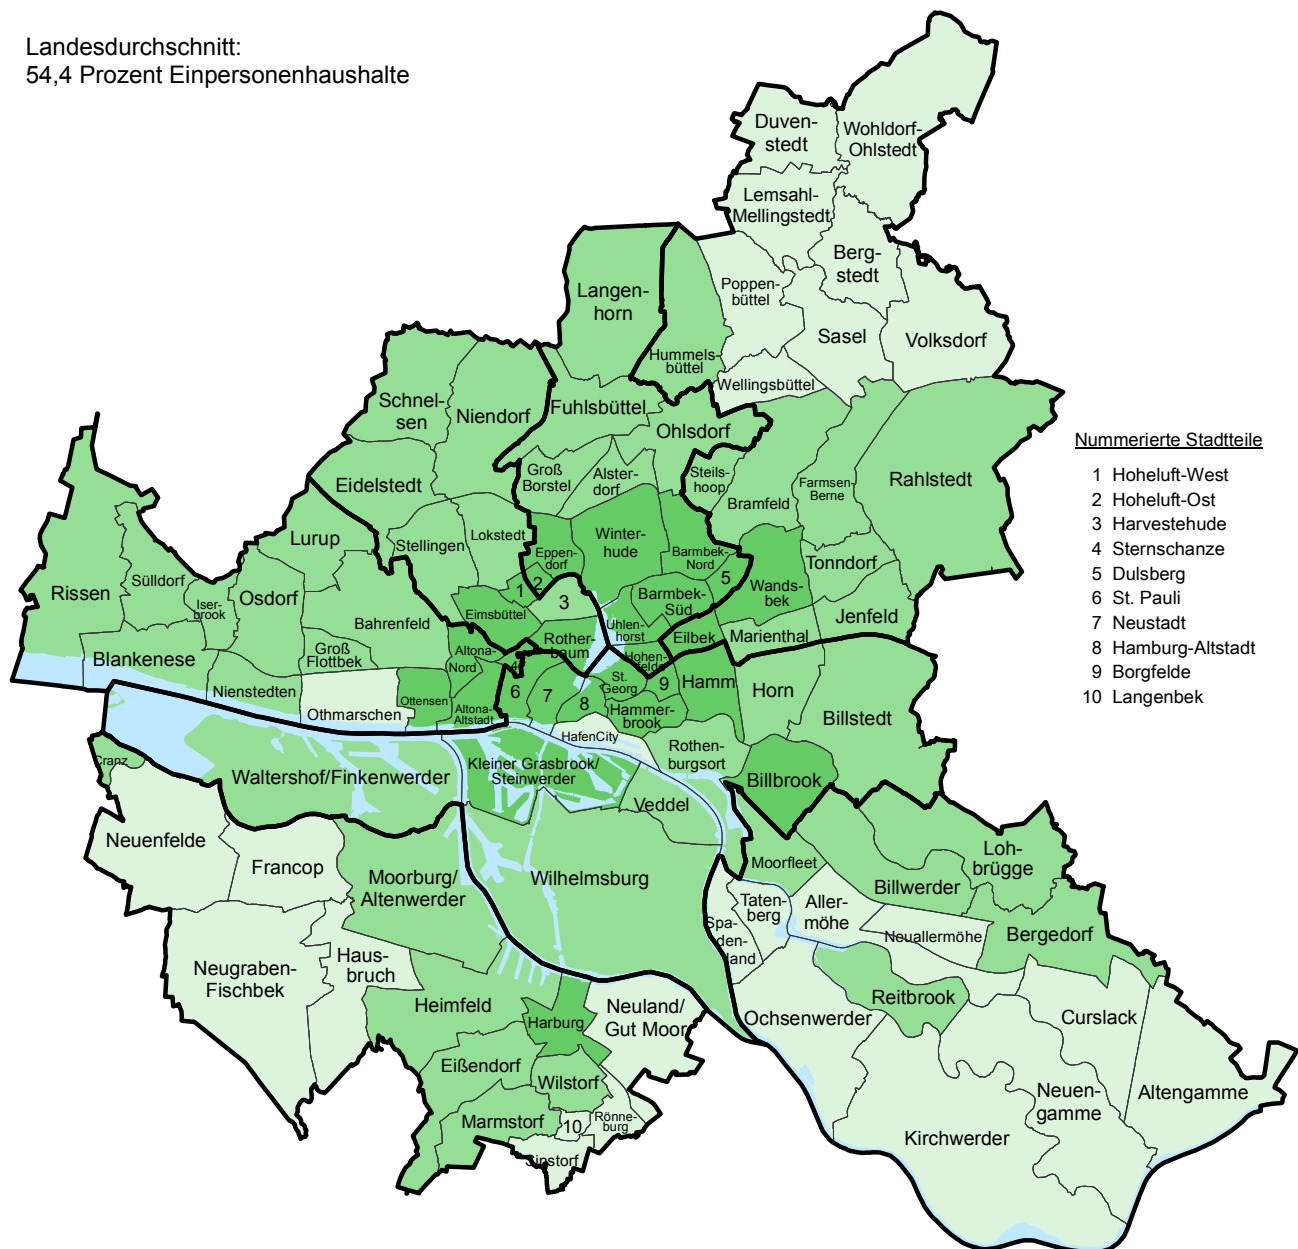 Landesdurchschnitt:
54,4 Prozent Einpersonenhaushalte
Duven-
stedt
Wohldorf-
Ohlstedt
Lemsahl-
Mellingstedt
Berg-
stedt
Poppen-
büttel
Sasel
Volksdorf
Wellingsbüttel
Langen-
horn
Hummels-
büttel
Schnel-
sen
Niendorf
Fuhlsbüttel
Ohlsdorf
Eidelstedt
Groß
Borstel
Alster-
dorf
Steils-
hoop
Bramfeld
Farmsen-
Berne
Rahlstedt
Nummerierte Stadtteile
1 Hoheluft-West
2 Hoheluft-Ost
3 Harvestehude
4 Sternschanze
5 Dulsberg
6 St. Pauli
7 Neustadt
8 Hamburg-Altstadt
9 Borgfelde
10 Langenbek
Lurup
Stellingen
Lokstedt
Eppen-
dorf
Winter-
hude
Barmbek-
Nord
5
Wands-
bek
Tonndorf
Jenfeld
Marienthal
Rissen
Sülldorf
Iser-
brook
Osdorf
Bahrenfeld
Eimsbüttel
1
2
3
Barmbek-
Süd
Uhlen-
horst
Eilbek
Blankenese
Groß
Flottbek
Nienstedten
Othmarschen
Altona-
Nord
Ottensen
Altona-
Altstadt
Rother-
baum
4
6
7
8
St.
Georg
Hohen-
felde
9
Hamm
Hammer-
brook
Horn
Billstedt
HafenCity
Rothen-
burgsort
Billbrook
Cranz
Waltershof/Finkenwerder
Kleiner Grasbrook/
Steinwerder
Veddel
Neuenfelde
Francop
Moorburg/
Altenwerder
Wilhelmsburg
Moorfleet
Billwerder
Loh-
brügge
Bergedorf
Taten-
berg
Aller-
möhe
Neuallermöhe
Spa-
den-
land
Neugraben-
Fischbek
Haus-
bruch
Heimfeld
Harburg
Neuland/
Gut Moor
Ochsenwerder
Reitbrook
Curslack
Altengamme
Neuen-
gamme
Kirchwerder
Eißendorf
Wilstorf
Marmstorf
10
Rönne-
burg
Sinstorf